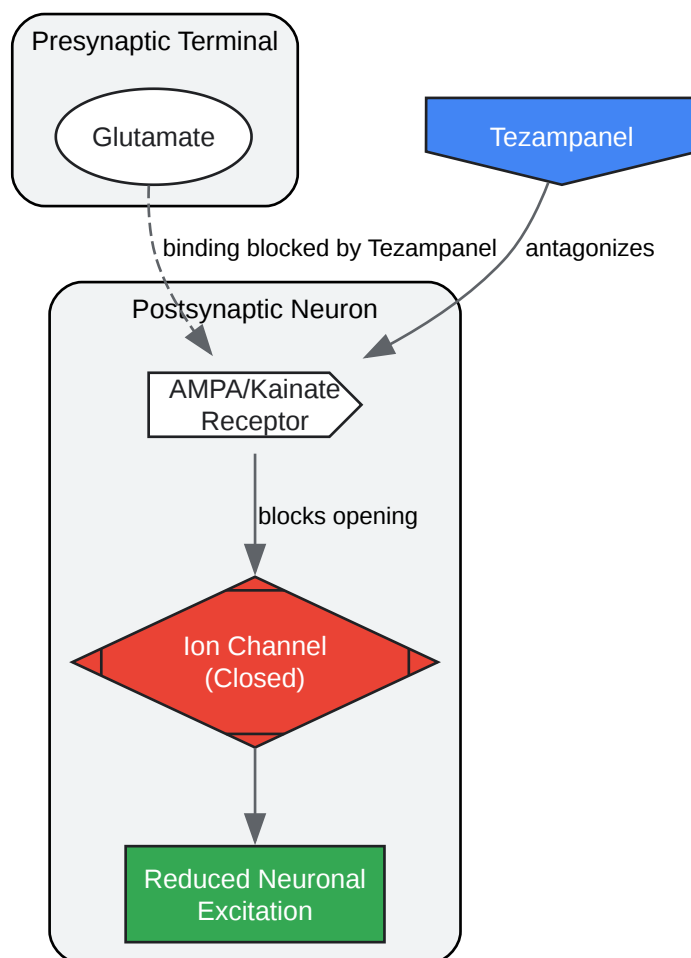 Presynaptic Terminal
Glutamate
Tezampanel
binding blocked by Tezampanel
antagonizes
Postsynaptic Neuron
AMPA/Kainate
Receptor
blocks opening
Ion Channel
(Closed)
Reduced Neuronal
Excitation